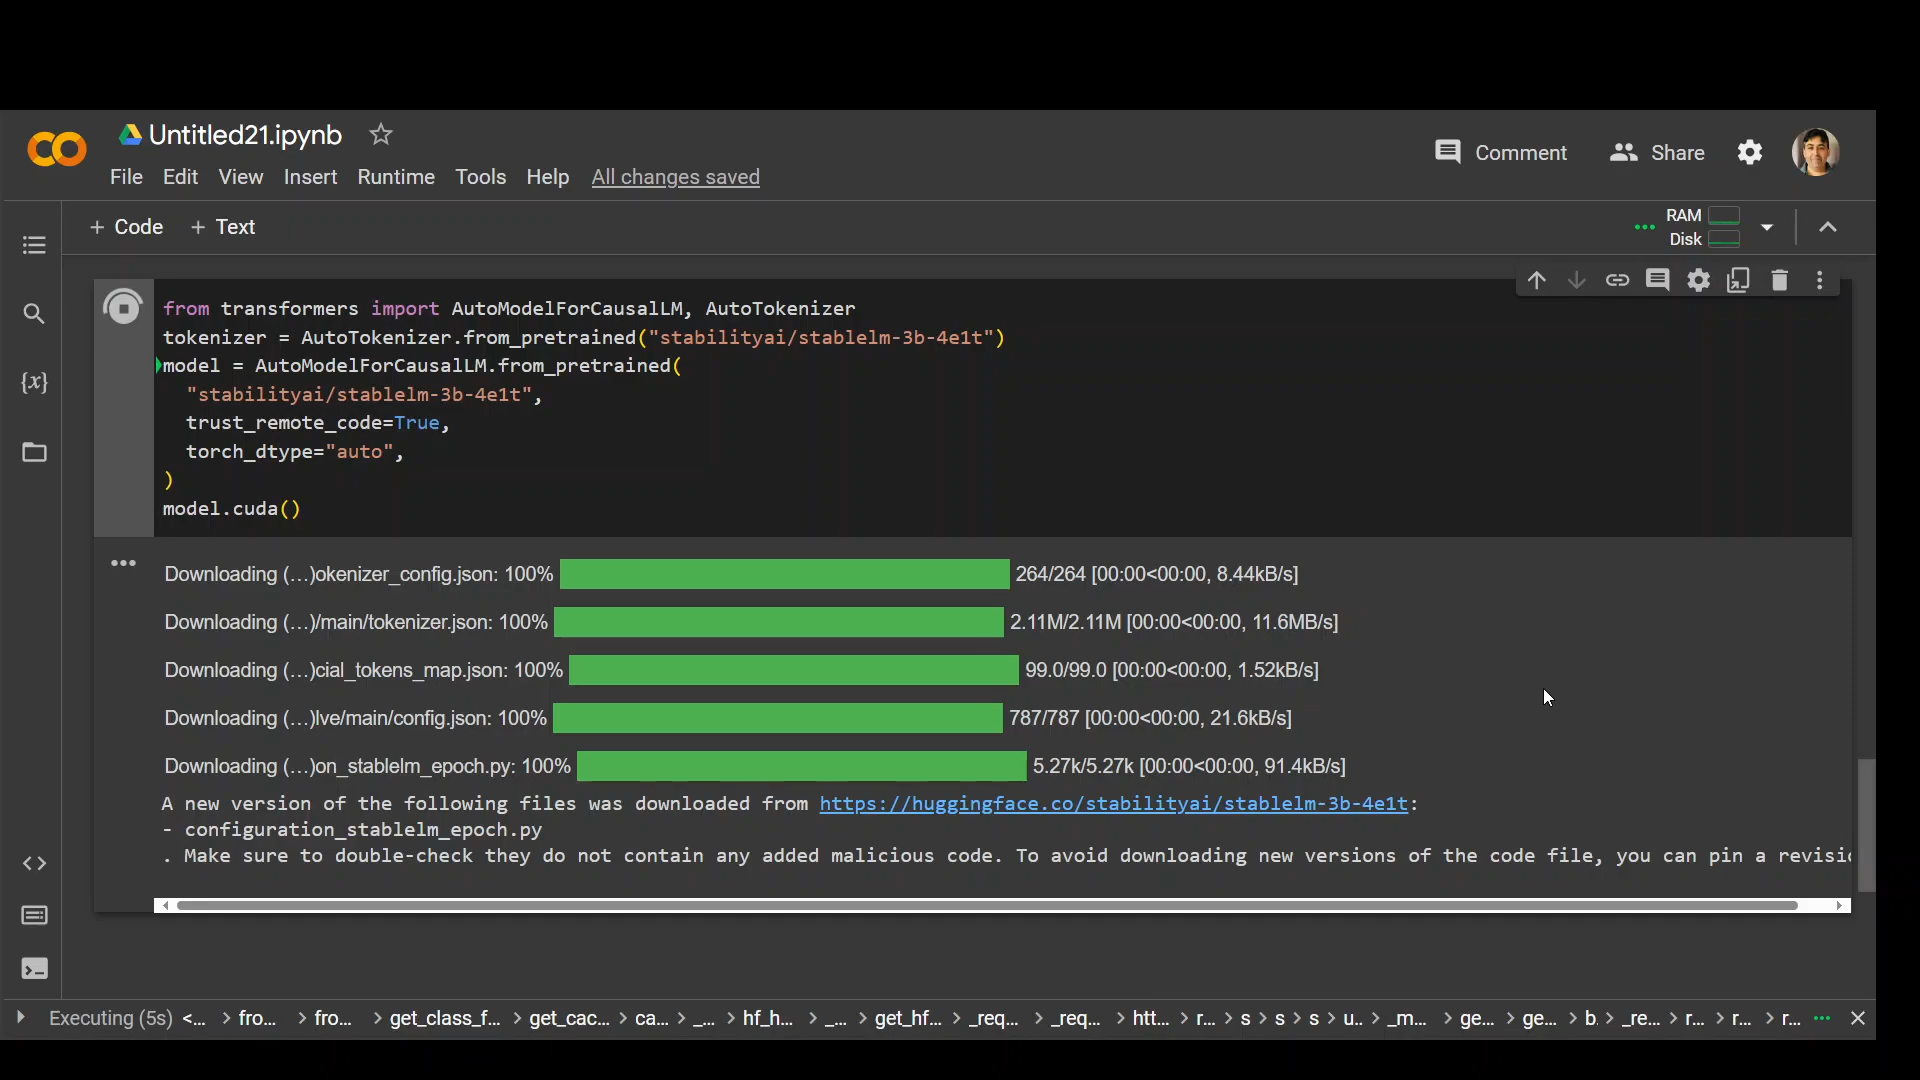 Untitled21.ipynb
Comment
Share
File Edit View Insert Runtime Tools Help All changes saved
+ Code + Text
RAM
Disk
from transformers import AutoModelForCausalLM, AutoTokenizer
tokenizer = AutoTokenizer.from_pretrained("stabilityai/stablelm-3b-4e1t")
model = AutoModelForCausalLM.from_pretrained(
"stabilityai/stablelm-3b-4e1t",
trust_remote_code=True,
torch_dtype="auto",
)
model.cuda()
Downloading (…)okenizer_config.json: 100% 264/264 [00:00<00:00, 8.44kB/s]
Downloading (…)/main/tokenizer.json: 100% 2.11M/2.11M [00:00<00:00, 11.6MB/s]
Downloading (…)cial_tokens_map.json: 100% 99.0/99.0 [00:00<00:00, 1.52kB/s]
Downloading (…)lve/main/config.json: 100% 787/787 [00:00<00:00, 21.6kB/s]
Downloading (…)on_stablelm_epoch.py: 100% 5.27k/5.27k [00:00<00:00, 91.4kB/s]
A new version of the following files was downloaded from https://huggingface.co/stabilityai/stablelm-3b-4e1t:
- configuration_stablelm_epoch.py
. Make sure to double-check they do not contain any added malicious code. To avoid downloading new versions of the code file, you can pin a revisi
Executing (5s) <... > fro... > fro... > get_class_f... > get_cac... > ca... > _... > hf_h... > _... > get_hf... > _req... > _req... > htt... > r... > s > s > s > u.. > _m... > ge... > ge... > b. > _re... > r... > r... > r...